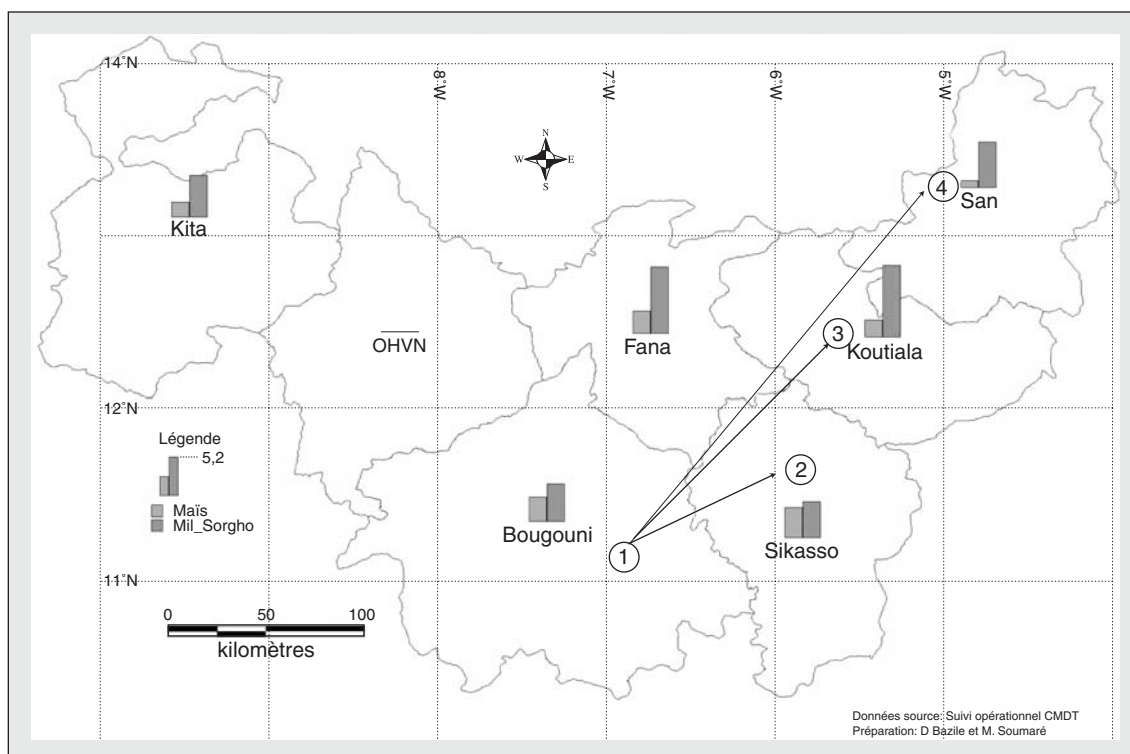 14°N
8°W
7°W
6°W
5°W
N
W
E
S
Kita
4
San
OHVN
Fana
3
Koutiala
12°N
Légende
5,2
Maïs
Mil_Sorgho
2
Bougouni
1
Sikasso
11°N
0 50 100
kilomètres
Données source: Suivi opérationnel CMDT
Préparation: D Bazile et M. Soumaré